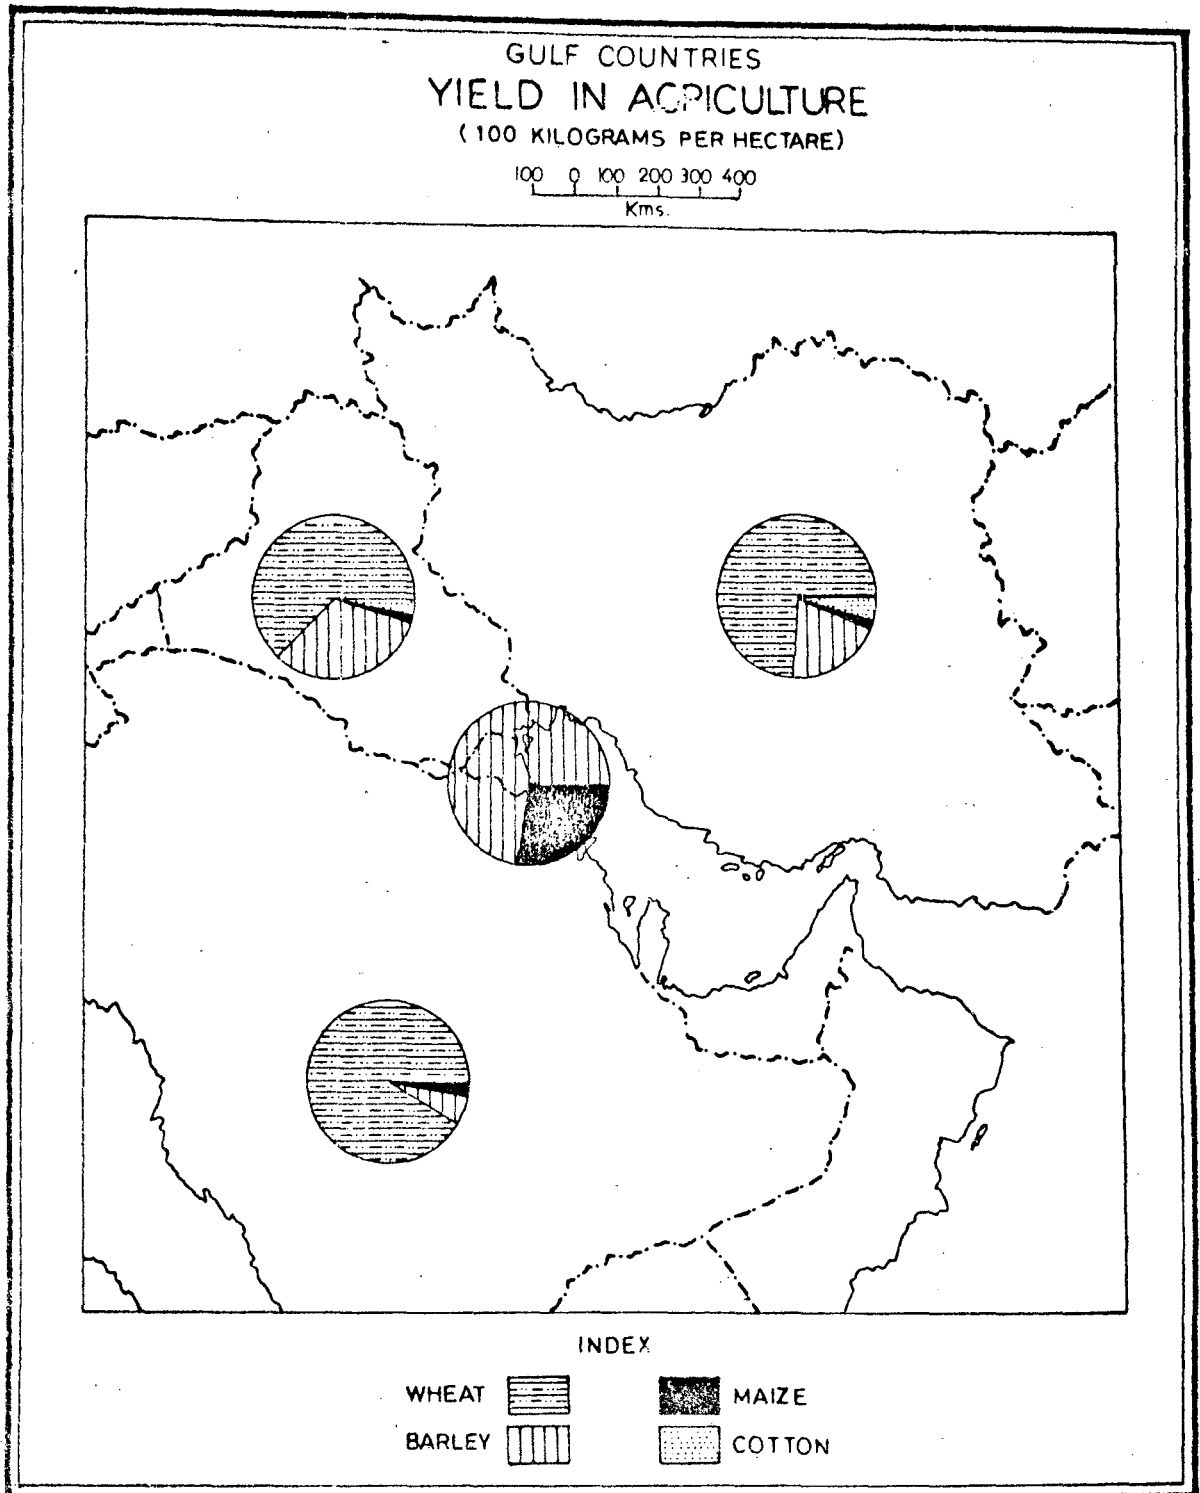 GULF COUNTRIES
YIELD IN AGRICULTURE
(100 KILOGRAMS PER HECTARE)
100 0 100 200 300 400
Kms.
INDEX
WHEAT MAIZE
BARLEY COTTON